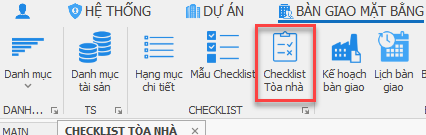 HỆ THỐNG DỰ ÁN BÀN GIAO MẶT BẰNG
Danh mục Danh mục tài sản Hạng mục chi tiết Mẫu Checklist Checklist Tòa nhà Kế hoạch bàn giao Lịch bàn giao
DANH... TS CHECKLIST
MAIN CHECKLIST TÒA NHÀ ×